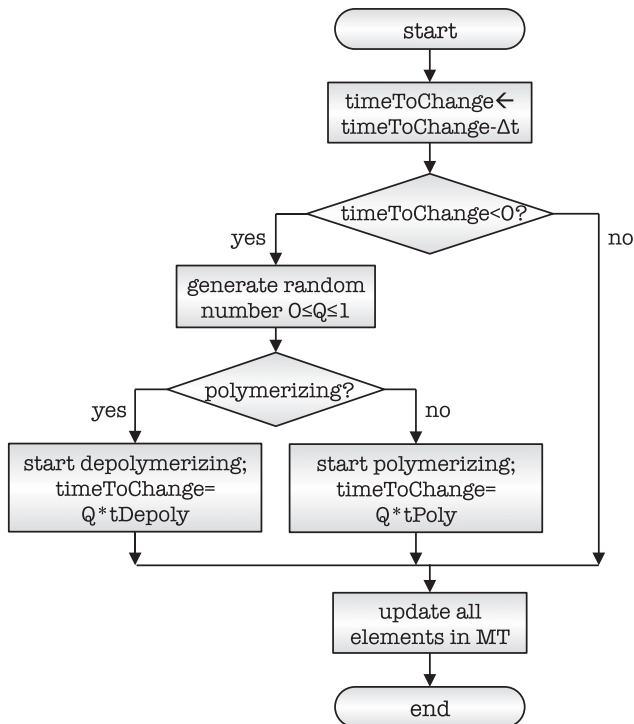 start
timeToChange←
timeToChange-Δt
timeToChange<0?
yes
no
generate random
number 0≤Q≤1
polymerizing?
yes
no
start depolymerizing;
timeToChange=
Q*tDepoly
start polymerizing;
timeToChange=
Q*tPoly
update all
elements in MT
end